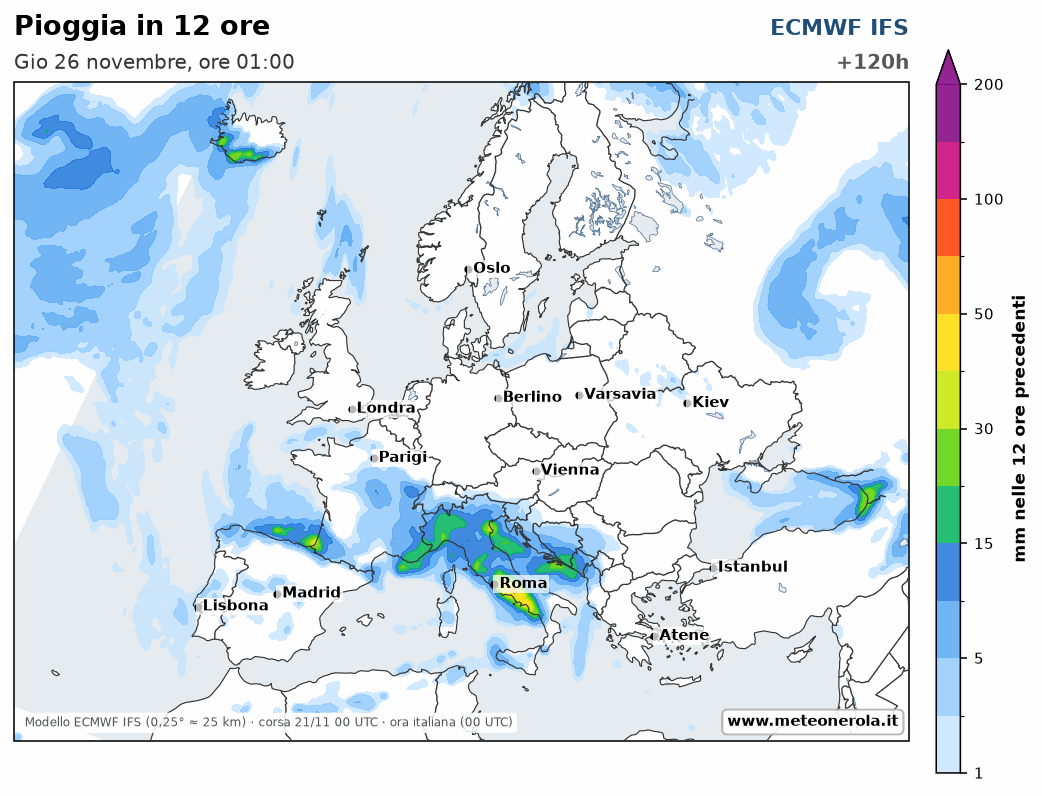 Pioggia in 12 ore
ECMWF IFS
Gio 26 novembre, ore 01:00
+120h
200
100
50
30
15
5
1
mm nelle 12 ore precedenti
Oslo
Londra
Berlino
Varsavia
Kiev
Parigi
Vienna
Istanbul
Roma
Madrid
Lisbona
Atene
Modello ECMWF IFS (0,25° ≈ 25 km) · corsa 21/11 00 UTC · ora italiana (00 UTC)
www.meteonerola.it